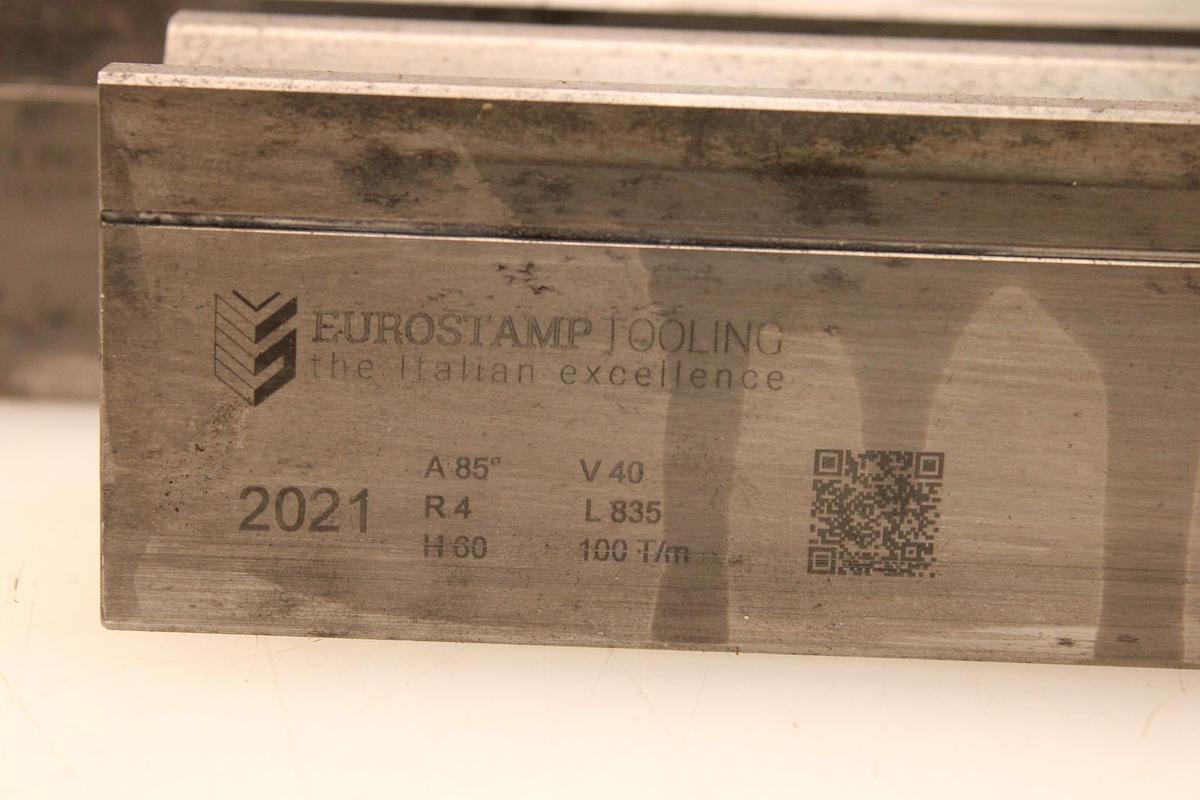 EUROSTAMP TOOLING
the Italian excellence
2021
A 85° V 40
R 4 L 835
H 60 100 T/m